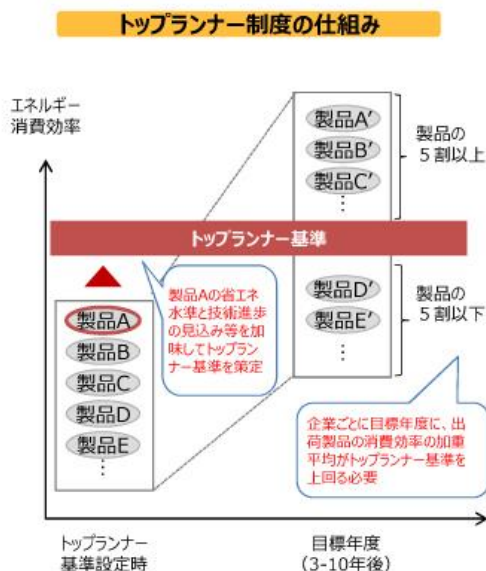 トップランナー制度の仕組み
エネルギー
消費効率
製品A′
製品B′
製品C′
⋮
製品の
５割以上
トップランナー基準
製品Aの省エネ
水準と技術進歩
の見込み等を加
味してトップラン
ナー基準を策定
製品A
製品B
製品C
製品D
製品E
⋮
製品D′
製品E′
⋮
製品の
５割以下
企業ごとに目標年度に、出
荷製品の消費効率の加重
平均がトップランナー基準を
上回る必要
トップランナー
基準設定時
目標年度
（3-10年後）